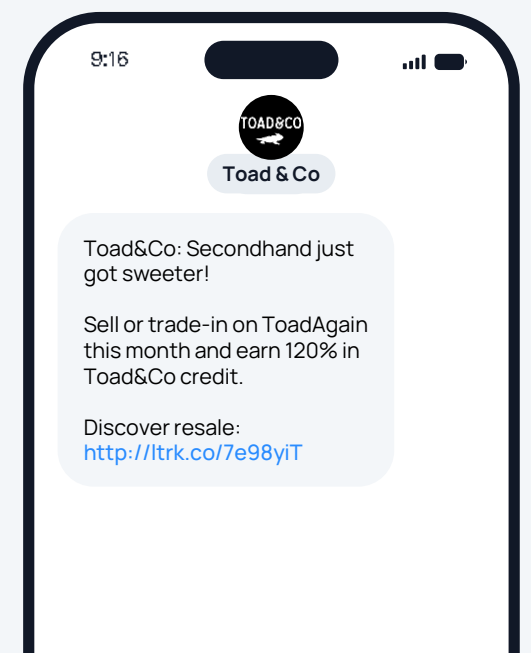 9:16
TOAD&CO
Toad & Co
Toad&Co: Secondhand just
got sweeter!
Sell or trade-in on ToadAgain
this month and earn 120% in
Toad&Co credit.
Discover resale:
http://ltrk.co/7e98yiT